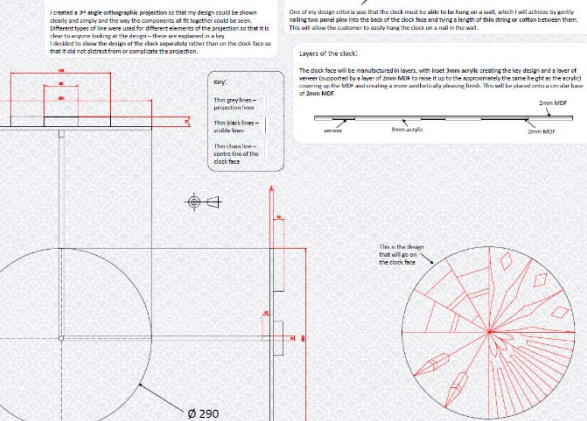 I created a 3rd angle orthographic projection so that my design could be shown
clearly and simply and the way the components all fit together could be seen.
Different types of line were used for different elements of the projection so that it is
clear to anyone looking at the design – these are explained in a key.
I decided to show the design of the clock separately rather than on the clock face so
that it did not distract from or complicate the projection.
One of my design criteria was that the clock must be able to be hung on a wall, which I will achieve by gently
nailing two panel pins into the back of the clock face and tying a length of thin string or cotton between them.
This will allow the customer to easily hang the clock on a nail in the wall.
Layers of the clock:
The clock face will be manufactured in layers, with inset 3mm acrylic creating the key design and a layer of
veneer (supported by a layer of 2mm MDF to raise it up to the approximately the same height as the acrylic)
covering up the MDF and creating a more aesthetically pleasing finish. This will be placed onto a circular base
of 2mm MDF.
2mm MDF
veneer
3mm acrylic
2mm MDF
Key:
Thin grey lines –
projection lines
Thin black lines –
visible lines
Thin chain line –
centre line of the
clock face
This is the design
that will go on
the clock face
Ø 290